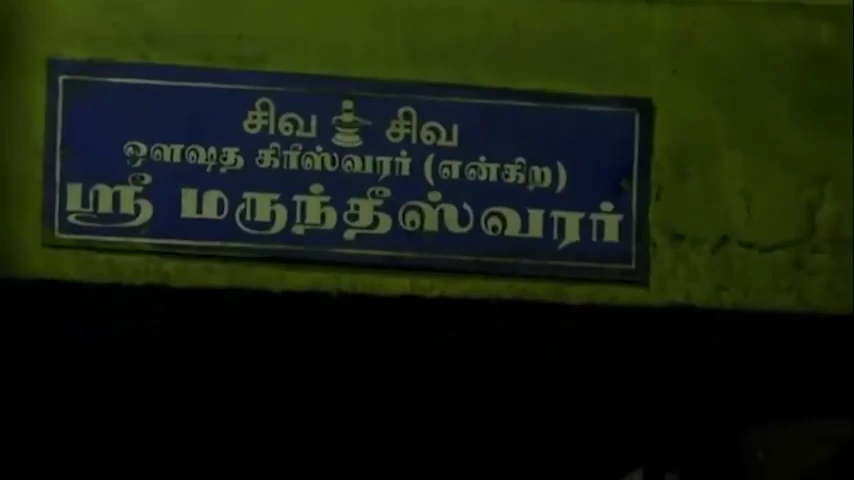 சிவ சிவ
ஔஷத கிரீஸ்வரர் (என்கிற)
ஸ்ரீ மருந்தீஸ்வரர்